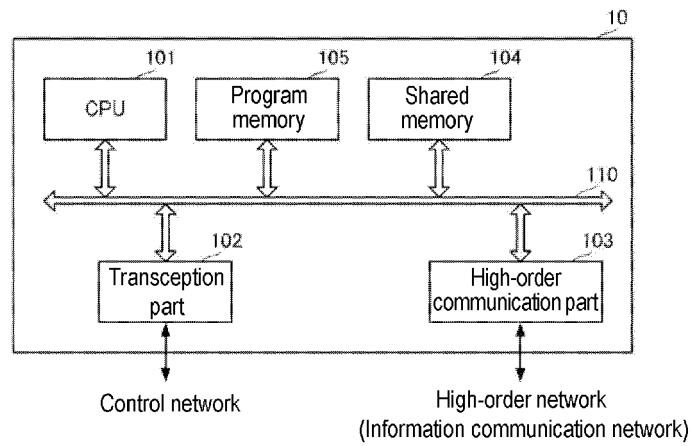 10
101
105
104
CPU
Program
memory
Shared
memory
110
102
103
Transception
part
High-order
communication part
Control network
High-order network
(Information communication network)